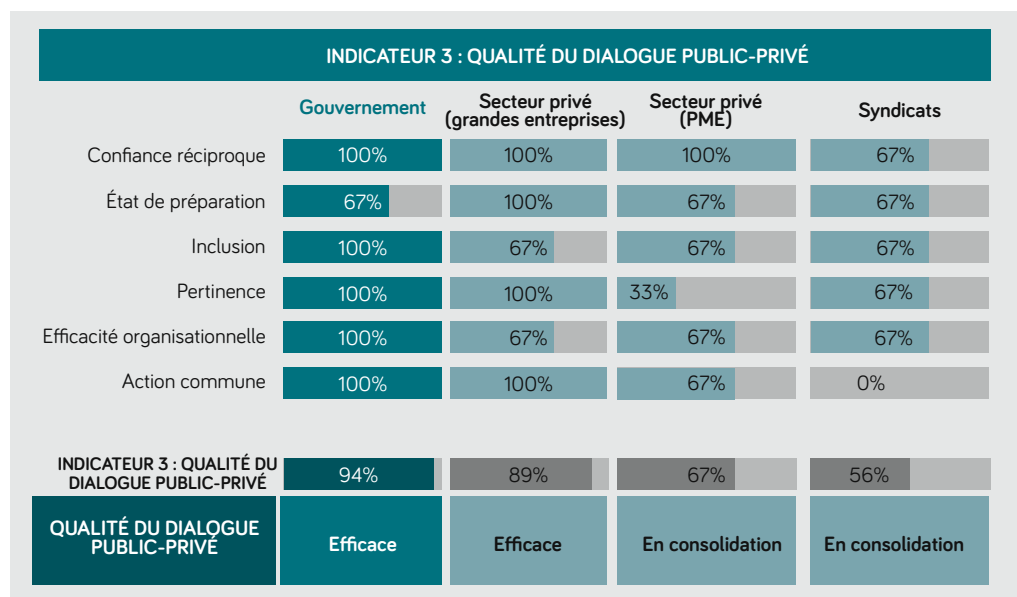 INDICATEUR 3 : QUALITÉ DU DIALOGUE PUBLIC-PRIVÉ
Gouvernement
Secteur privé
(grandes entreprises)
Secteur privé
(PME)
Syndicats
Confiance réciproque 100% 100% 100% 67%
État de préparation 67% 100% 67% 67%
Inclusion 100% 67% 67% 67%
Pertinence 100% 100% 33% 67%
Efficacité organisationnelle 100% 67% 67% 67%
Action commune 100% 100% 67% 0%
INDICATEUR 3 : QUALITÉ DU
DIALOGUE PUBLIC-PRIVÉ
94% 89% 67% 56%
QUALITÉ DU DIALOGUE
PUBLIC-PRIVÉ
Efficace Efficace En consolidation En consolidation